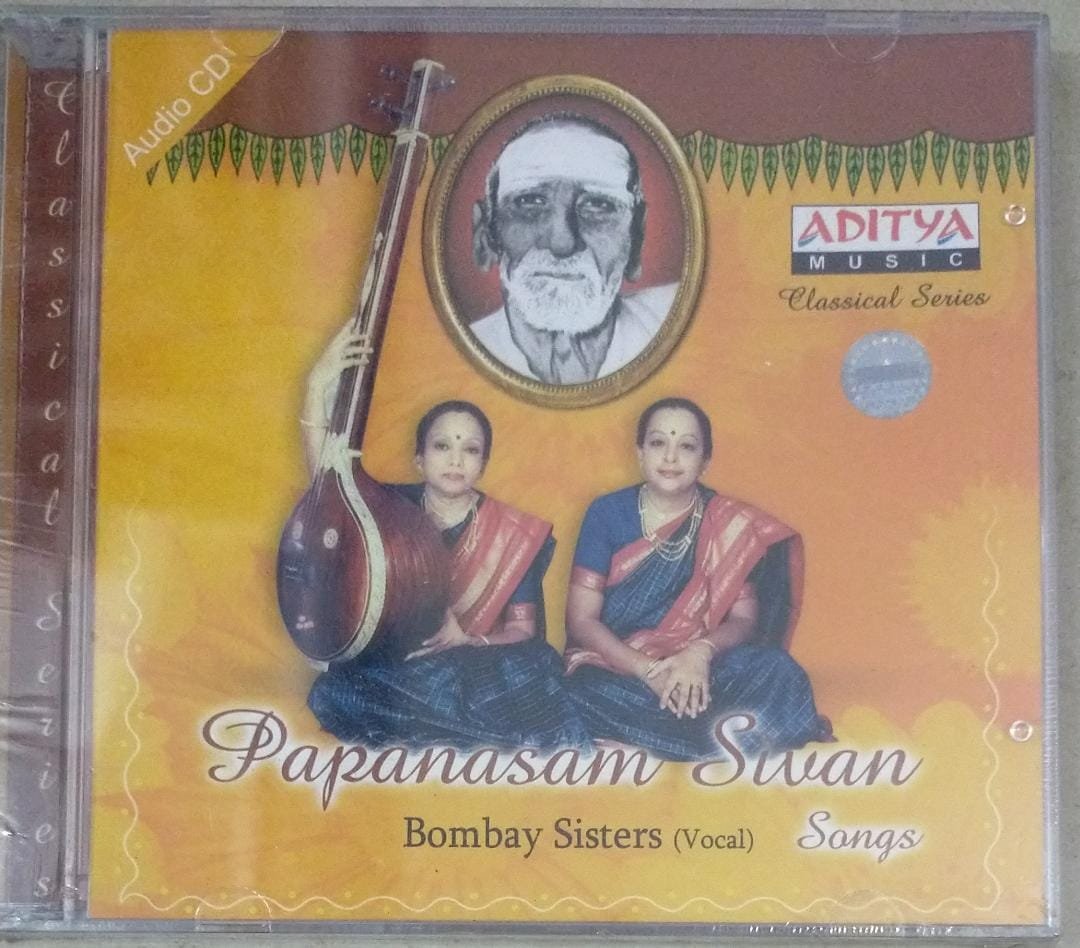 Classical Series
Audio CD
ADITYA
MUSIC
Classical Series
Papanasam Sivan
Bombay Sisters (Vocal) Songs